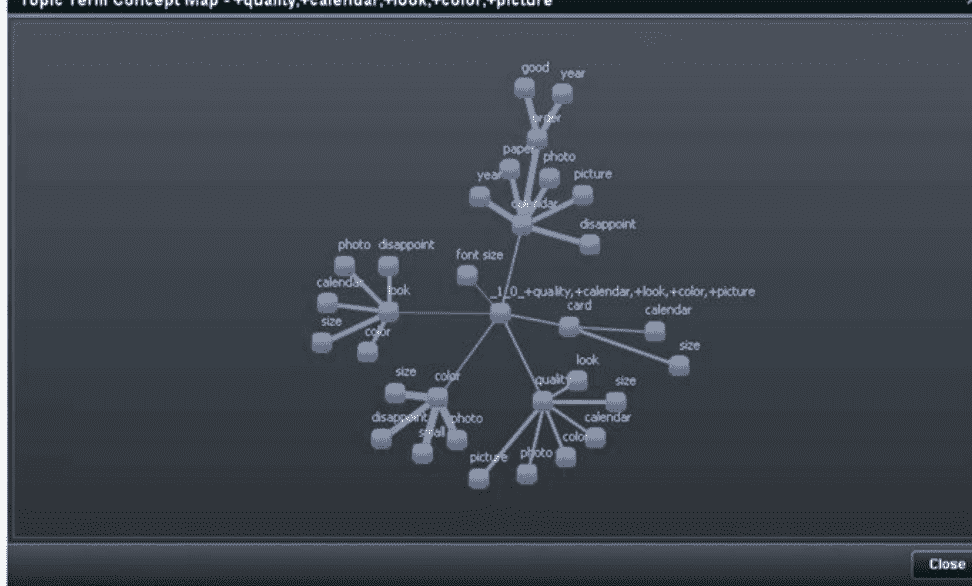 Topic Term Concept Map - +quality,+calendar,+look,+color,+picture
good
year
order
paper
photo
year
picture
calendar
disappoint
photo
disappoint
font size
calendar
look
_1_0_+quality,+calendar,+look,+color,+picture
card
calendar
size
color
size
size
color
look
quality
size
disappoint
photo
calendar
small
color
picture
photo
Close